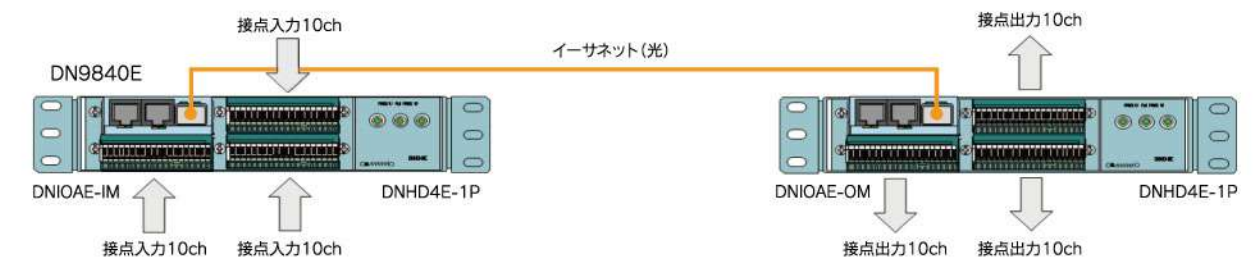 接点入力10ch
接点出力10ch
イーサネット(光)
DN9840E
DNIOAE-IM
DNHD4E-1P
DNIOAE-OM
DNHD4E-1P
接点入力10ch
接点入力10ch
接点出力10ch
接点出力10ch